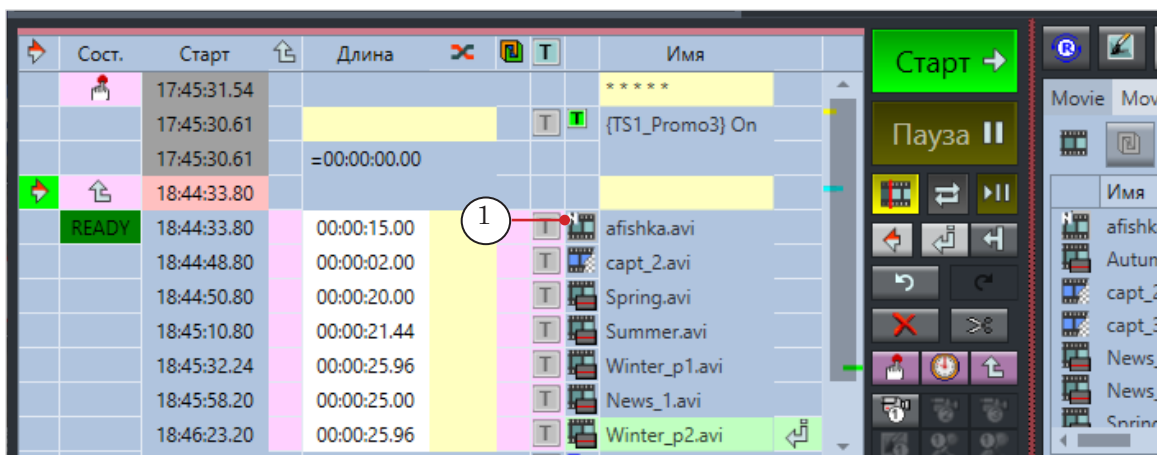 Сост. Старт Длина T Имя
17:45:31.54 * * * * *
17:45:30.61 T T {TS1_Promo3} On
17:45:30.61 =00:00:00.00
18:44:33.80
READY 18:44:33.80 00:00:15.00 T afishka.avi
18:44:48.80 00:00:02.00 T capt_2.avi
18:44:50.80 00:00:20.00 T Spring.avi
18:45:10.80 00:00:21.44 T Summer.avi
18:45:32.24 00:00:25.96 T Winter_p1.avi
18:45:58.20 00:00:25.00 T News_1.avi
18:46:23.20 00:00:25.96 T Winter_p2.avi
1
Старт
Пауза
1
R
Movie Mov
Имя
afishk
Autum
capt_2
capt_3
News_
News_
Spring